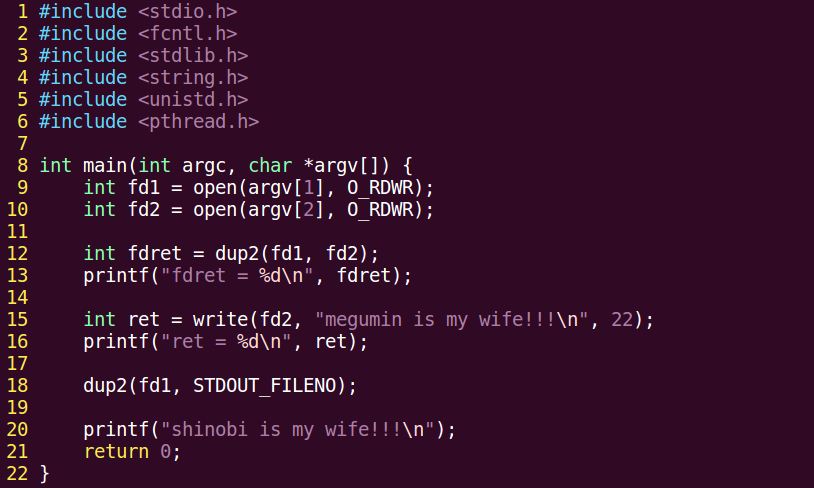 1 #include <stdio.h>
2 #include <fcntl.h>
3 #include <stdlib.h>
4 #include <string.h>
5 #include <unistd.h>
6 #include <pthread.h>
7
8 int main(int argc, char *argv[]) {
9     int fd1 = open(argv[1], O_RDWR);
10     int fd2 = open(argv[2], O_RDWR);
11
12     int fdret = dup2(fd1, fd2);
13     printf("fdret = %d\n", fdret);
14
15     int ret = write(fd2, "megumin is my wife!!!\n", 22);
16     printf("ret = %d\n", ret);
17
18     dup2(fd1, STDOUT_FILENO);
19
20     printf("shinobi is my wife!!!\n");
21     return 0;
22 }